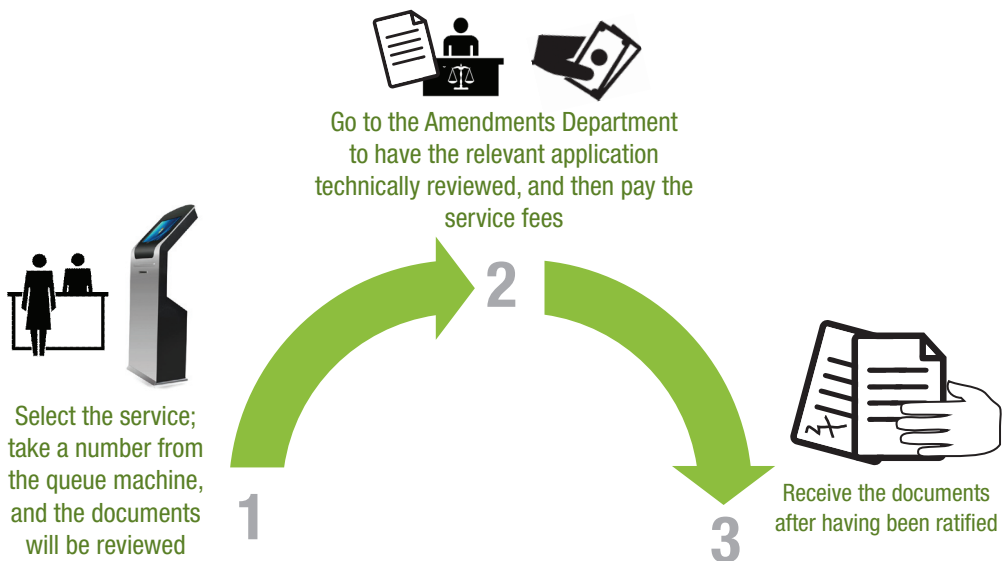 Go to the Amendments Department
to have the relevant application
technically reviewed, and then pay the
service fees
2
Select the service;
take a number from
the queue machine,
and the documents
will be reviewed
1
Receive the documents
after having been ratified
3